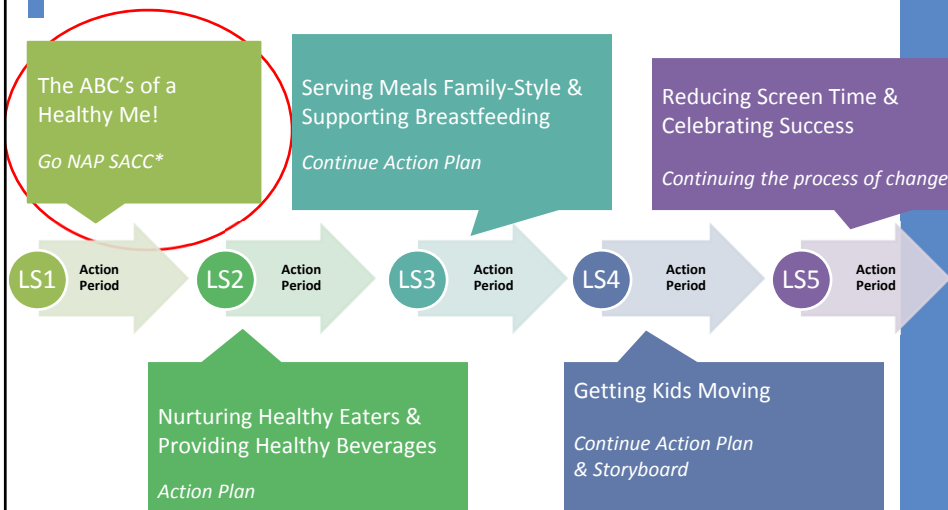 The ABC's of a
Healthy Me!
Go NAP SACC*
Serving Meals Family-Style &
Supporting Breastfeeding
Continue Action Plan
Reducing Screen Time &
Celebrating Success
Continuing the process of change
LS1
Action
Period
LS2
Action
Period
LS3
Action
Period
LS4
Action
Period
LS5
Action
Period
Nurturing Healthy Eaters &
Providing Healthy Beverages
Action Plan
Getting Kids Moving
Continue Action Plan
& Storyboard